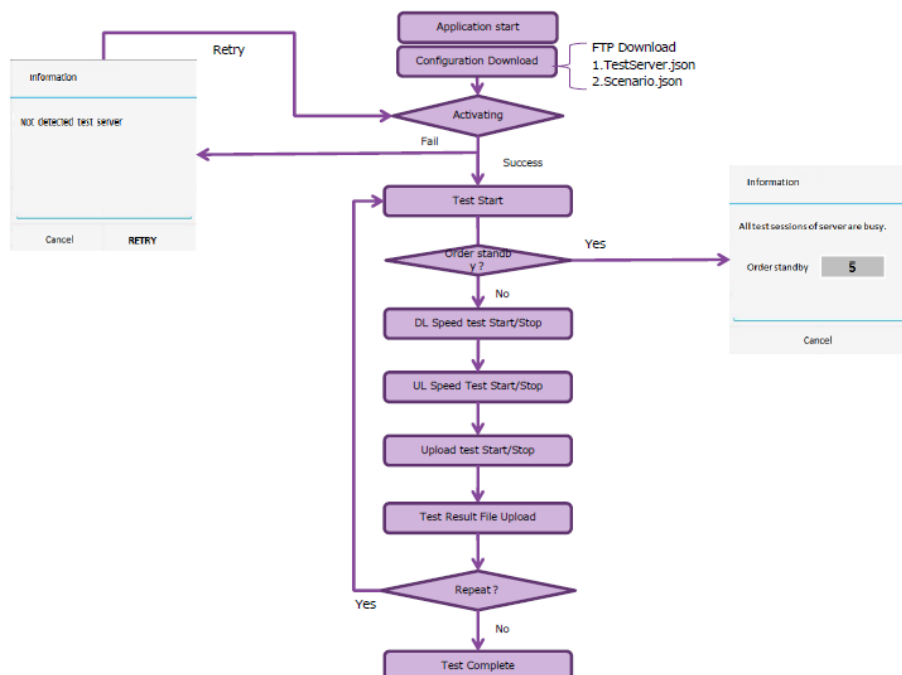 Application start
Configuration Download
FTP Download
1.TestServer.json
2.Scenario.json
Retry
Information
Not detected test server
Cancel
RETRY
Activating
Fail
Success
Test Start
Order standb
y ?
Yes
No
Information
All test sessions of server are busy.
Order standby
5
Cancel
DL Speed test Start/Stop
UL Speed Test Start/Stop
Upload test Start/Stop
Test Result File Upload
Repeat ?
Yes
No
Test Complete